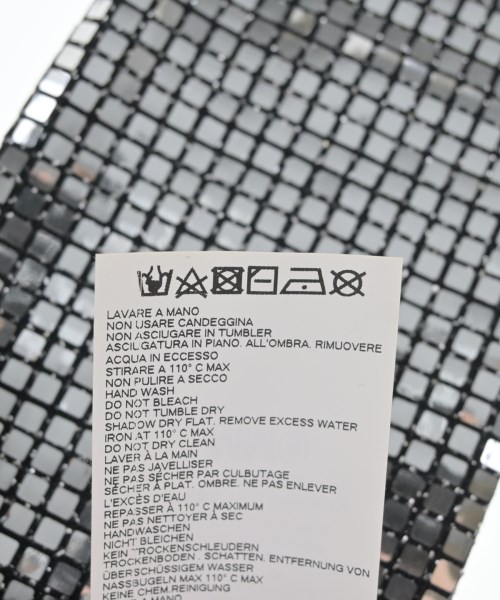 LAVARE A MANO
NON USARE CANDEGGINA
NON ASCIUGARE IN TUMBLER
ASCILGATURA IN PIANO. ALL'OMBRA. RIMUOVERE
ACQUA IN ECCESSO
STIRARE A 110° C MAX
NON PULIRE A SECCO
HAND WASH
DO NOT BLEACH
DO NOT TUMBLE DRY
SHADOW DRY FLAT. REMOVE EXCESS WATER
IRON AT 110° C MAX
DO NOT DRY CLEAN
LAVER À LA MAIN
NE PAS JAVELLISER
NE PAS SÉCHER PAR CULBUTAGE
SÉCHER À PLAT. OMBRE. NE PAS ENLEVER
L'EXCÈS D'EAU
REPASSER À 110° C MAXIMUM
NE PAS NETTOYER À SEC
HANDWASCHEN
NICHT BLEICHEN
KEIN TROCKENSCHLEUDERN
TROCKENBODEN. SCHATTEN. ENTFERNUNG VON
ÜBERSCHÜSSIGEM WASSER
NASSBÜGELN MAX 110° C MAX
KEINE CHEM.REINIGUNG
A MANO